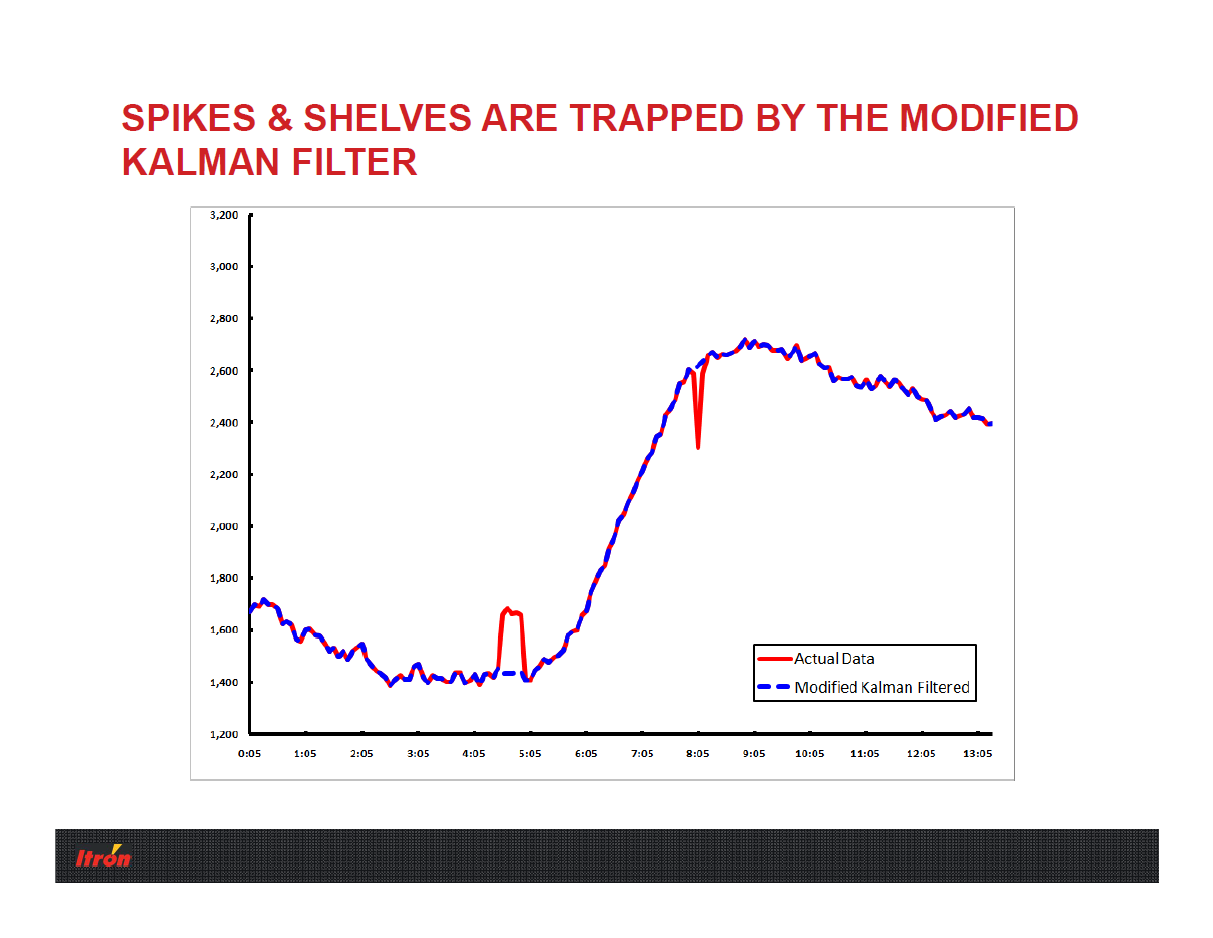 SPIKES & SHELVES ARE TRAPPED BY THE MODIFIED
KALMAN FILTER
3,200
3,000
2,800
2,600
2,400
2,200
2,000
1,800
1,600
1,400
1,200
0:05 1:05 2:05 3:05 4:05 5:05 6:05 7:05 8:05 9:05 10:05 11:05 12:05 13:05
Actual Data
Modified Kalman Filtered
Itron